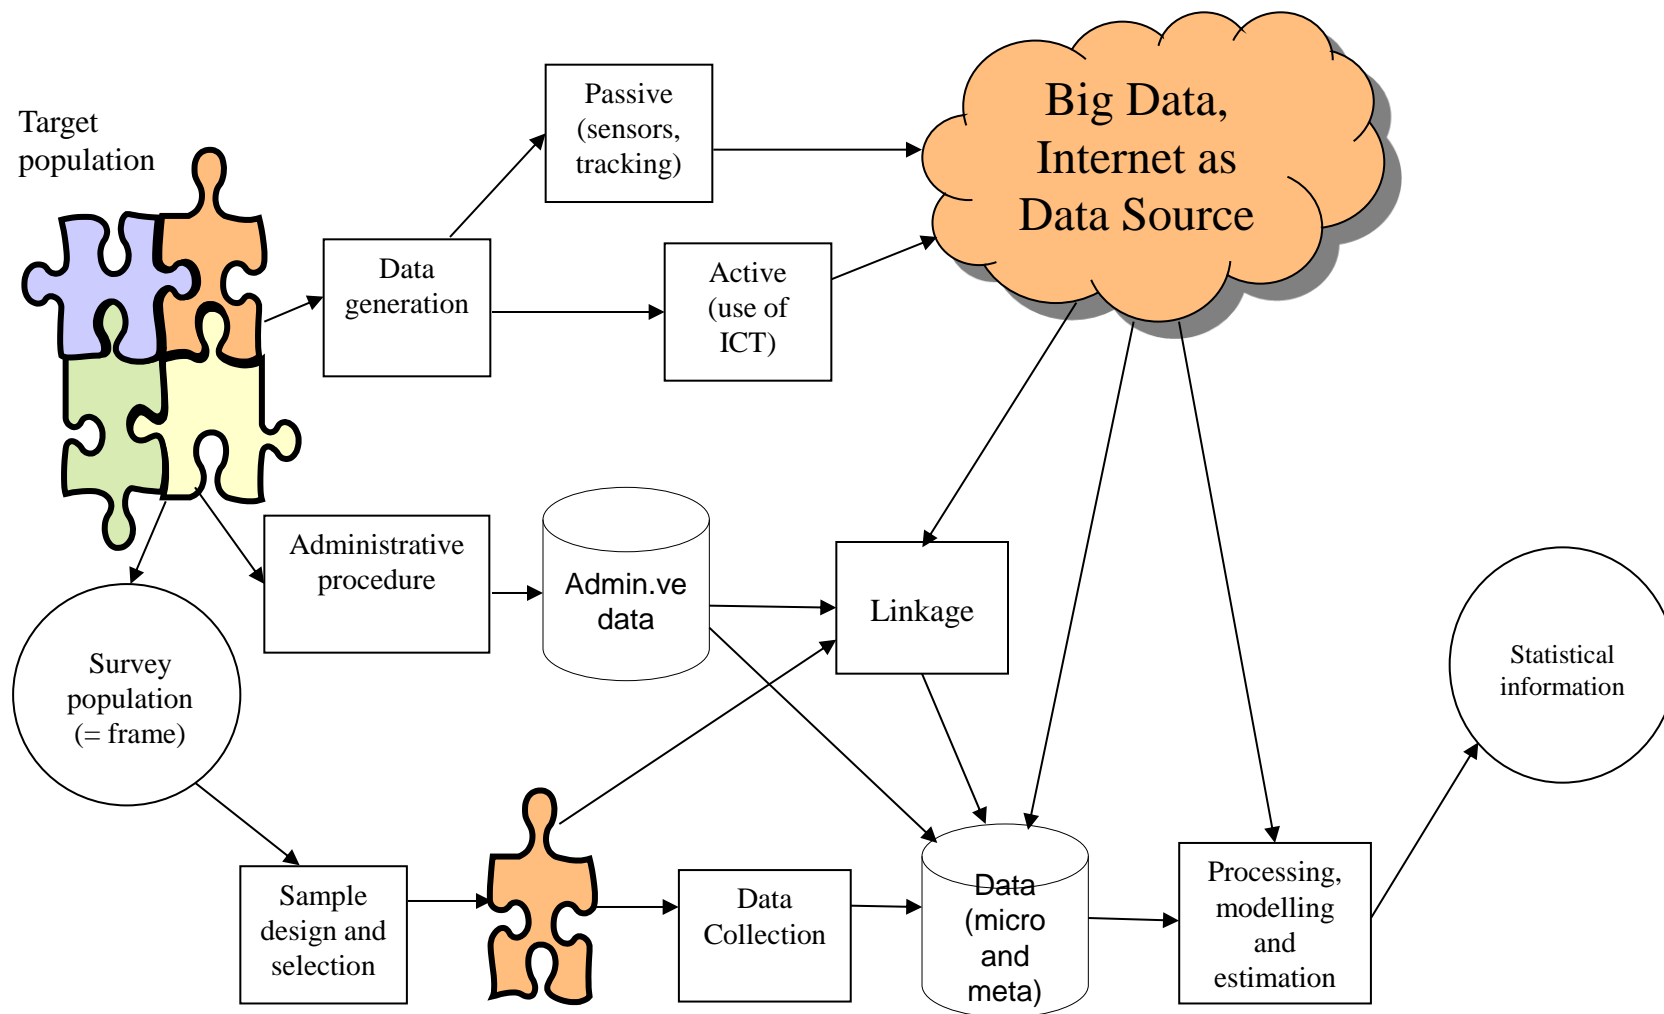 Target
population
Passive
(sensors,
tracking)
Big Data,
Internet as
Data Source
Data
generation
Active
(use of
ICT)
Administrative
procedure
Admin.ve
data
Linkage
Survey
population
(= frame)
Statistical
information
Sample
design and
selection
Data
Collection
Data
(micro
and
meta)
Processing,
modelling
and
estimation